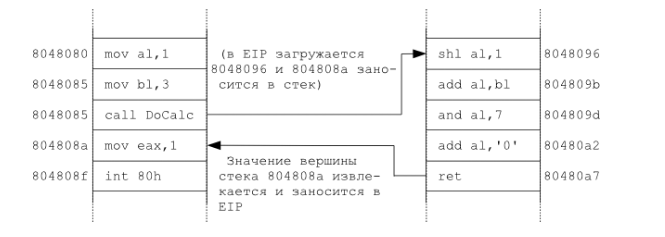 8048080 mov al,1 (в EIP загружается shl al,1 8048096
8048096 и 804808a зано-
8048085 mov bl,3 сится в стек) add al,bl 804809b
8048085 call DoCalc and al,7 804809d
804808a mov eax,1 add al,'0' 80480a2
Значение вершины
804808f int 80h стека 804808a извле- ret 80480a7
кается и заносится в
EIP